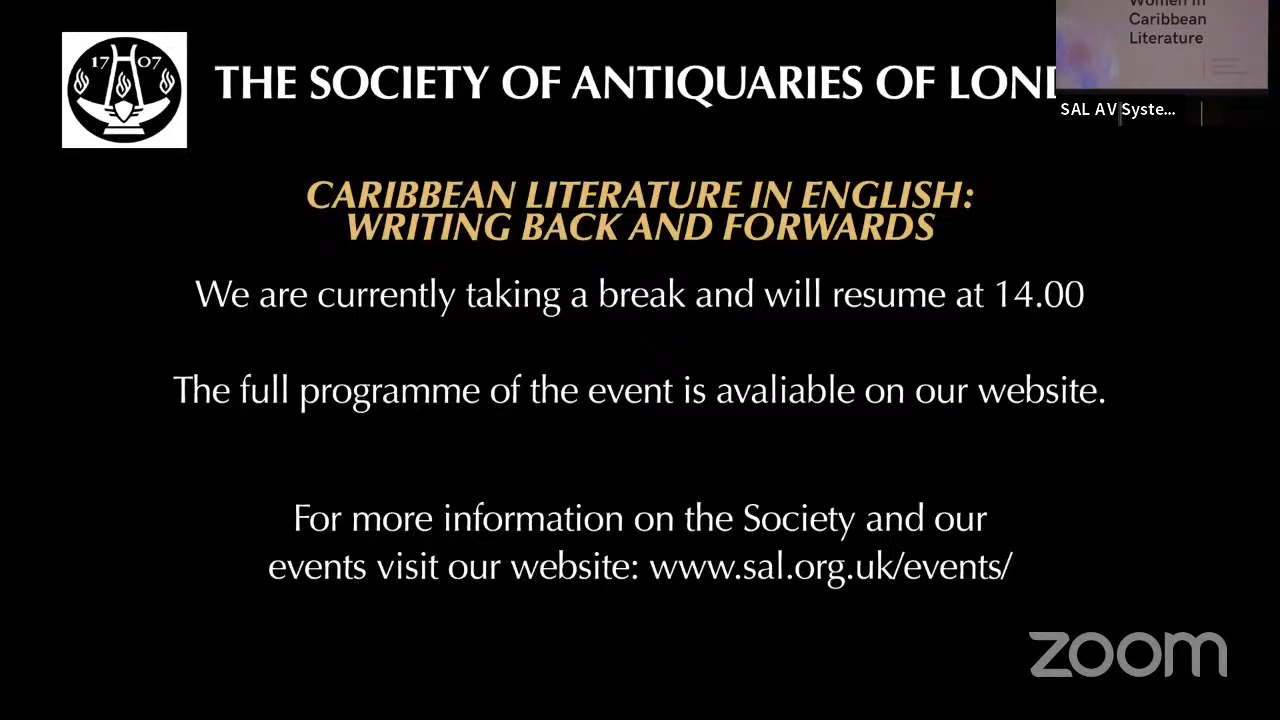 17 07
THE SOCIETY OF ANTIQUARIES OF LON
Women in
Caribbean
Literature
SAL AV Syste...
CARIBBEAN LITERATURE IN ENGLISH:
WRITING BACK AND FORWARDS
We are currently taking a break and will resume at 14.00
The full programme of the event is avaliable on our website.
For more information on the Society and our
events visit our website: www.sal.org.uk/events/
zoom